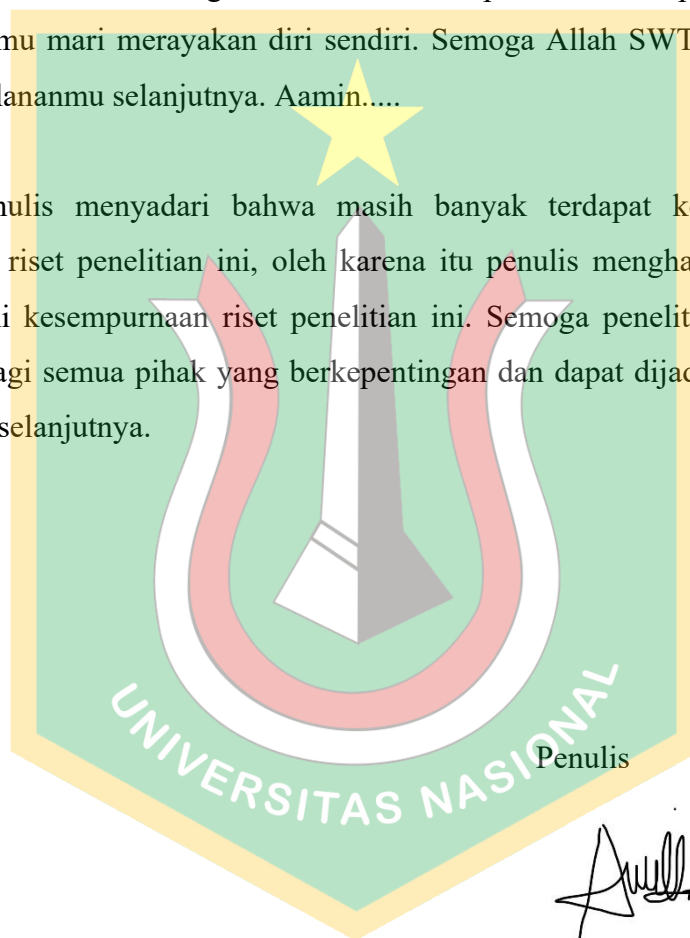 mu mari merayakan diri sendiri. Semoga Allah SWT
lananmu selanjutnya. Aamin.....
nulis menyadari bahwa masih banyak terdapat k
riset penelitian ini, oleh karena itu penulis mengha
i kesempurnaan riset penelitian ini. Semoga penelit
agi semua pihak yang berkepentingan dan dapat dijad
selanjutnya.
UNIVERSITAS NASIONAL
Penulis